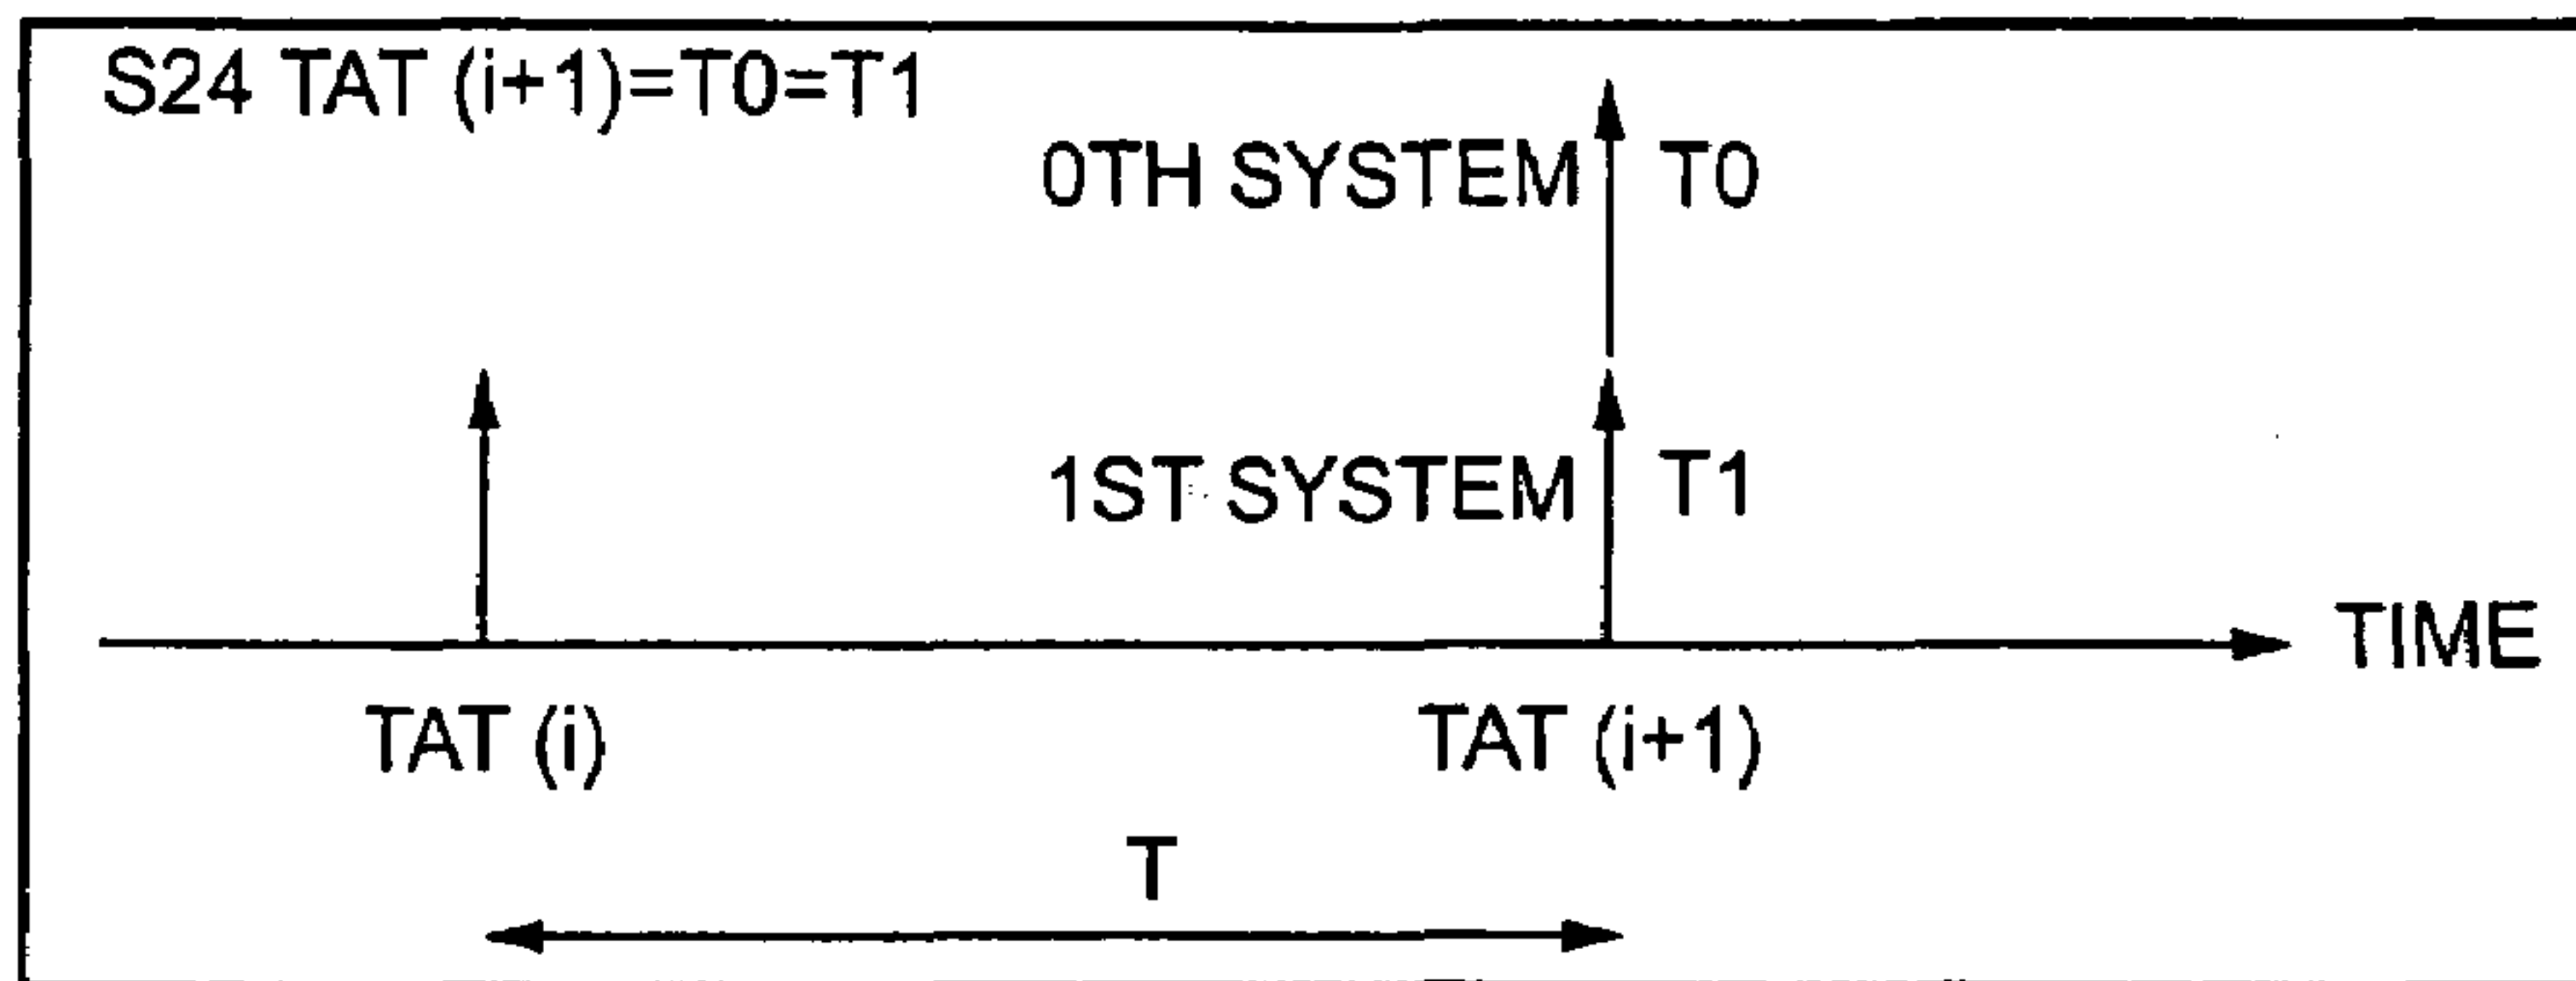 S24 TAT (i+1)=T0=T1
0TH SYSTEM T0
1ST SYSTEM T1
TIME
TAT (i) TAT (i+1)
T